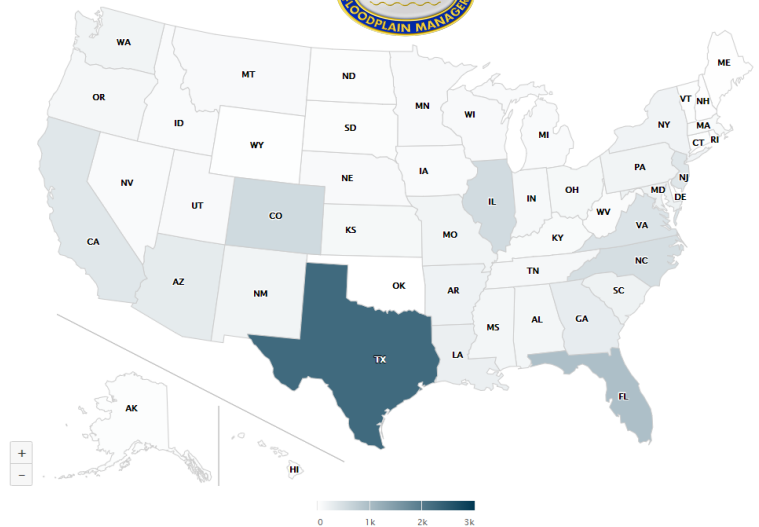 FLOODPLAIN MANAGER
WA
ME
MT
ND
VT
NH
OR
MN
WI
NY
MA
ID
SD
MI
CT
RI
WY
PA
IA
NJ
NE
OH
MD
DE
NV
IL
IN
UT
CO
WV
VA
KS
MO
KY
CA
NC
TN
AZ
OK
NM
AR
SC
GA
AL
MS
LA
TX
FL
AK
HI
+
−
0 1k 2k 3k